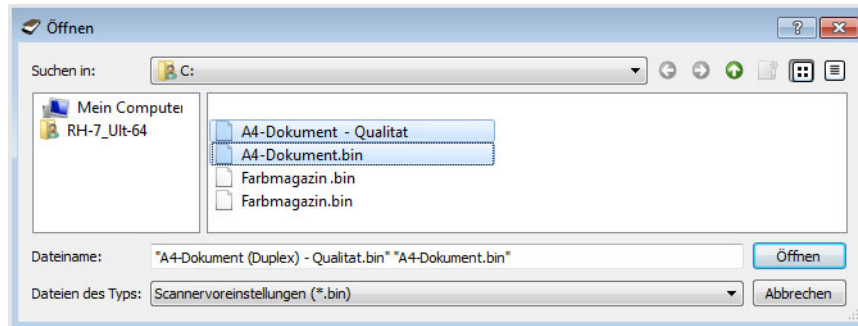 Öffnen
Suchen in:
C:
Mein Computer
RH-7_Ult-64
A4-Dokument - Qualitat
A4-Dokument.bin
Farbmagazin .bin
Farbmagazin.bin
Dateiname:
"A4-Dokument (Duplex) - Qualitat.bin" "A4-Dokument.bin"
Öffnen
Dateien des Typs:
Scannervoreinstellungen (*.bin)
Abbrechen